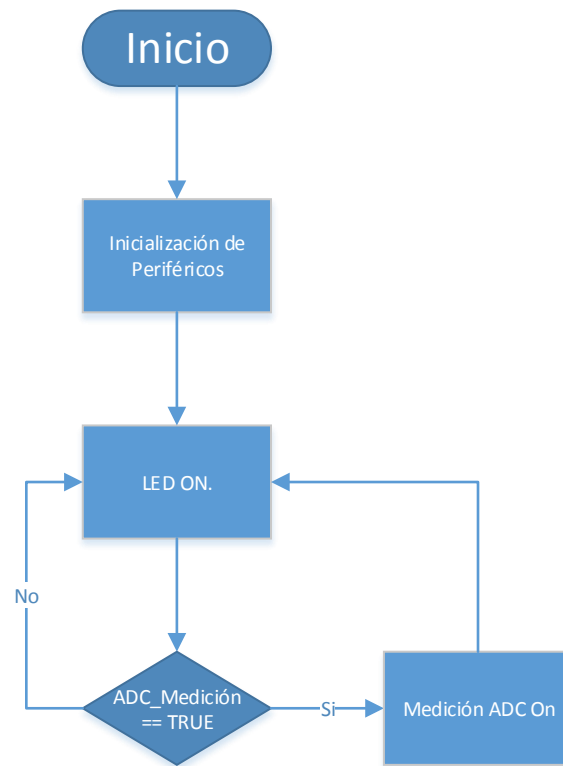 Inicio
Inicialización de
Periféricos
LED ON.
No
ADC_Medición
== TRUE
Si
Medición ADC On